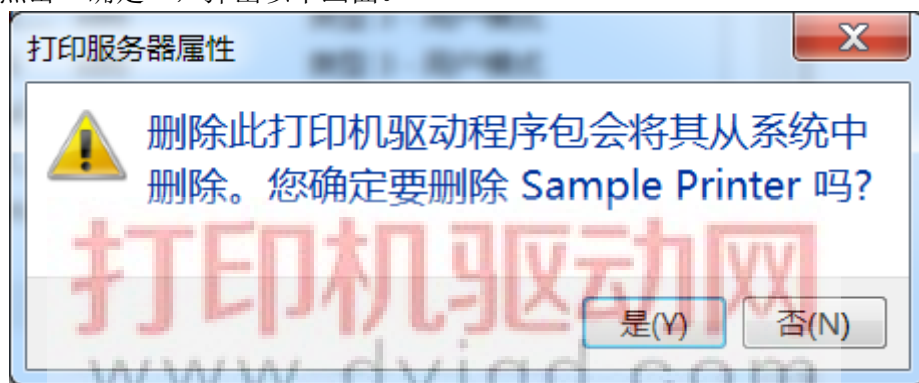 打印服务器属性
删除此打印机驱动程序包会将其从系统中
删除。您确定要删除 Sample Printer 吗?
打印机驱动网
是(Y) 否(N)